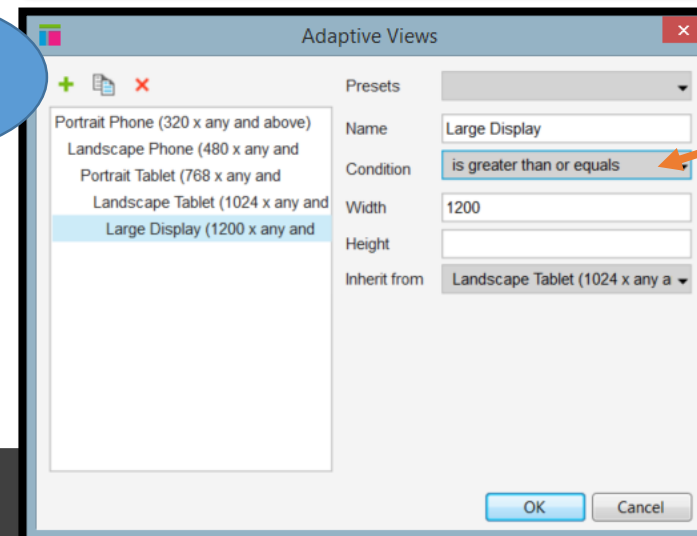 Adaptive Views
Presets
Portrait Phone (320 x any and above)
Name Large Display
Landscape Phone (480 x any and
Condition is greater than or equals
Portrait Tablet (768 x any and
Landscape Tablet (1024 x any and
Width 1200
Large Display (1200 x any and
Height
Inherit from Landscape Tablet (1024 x any a
OK Cancel